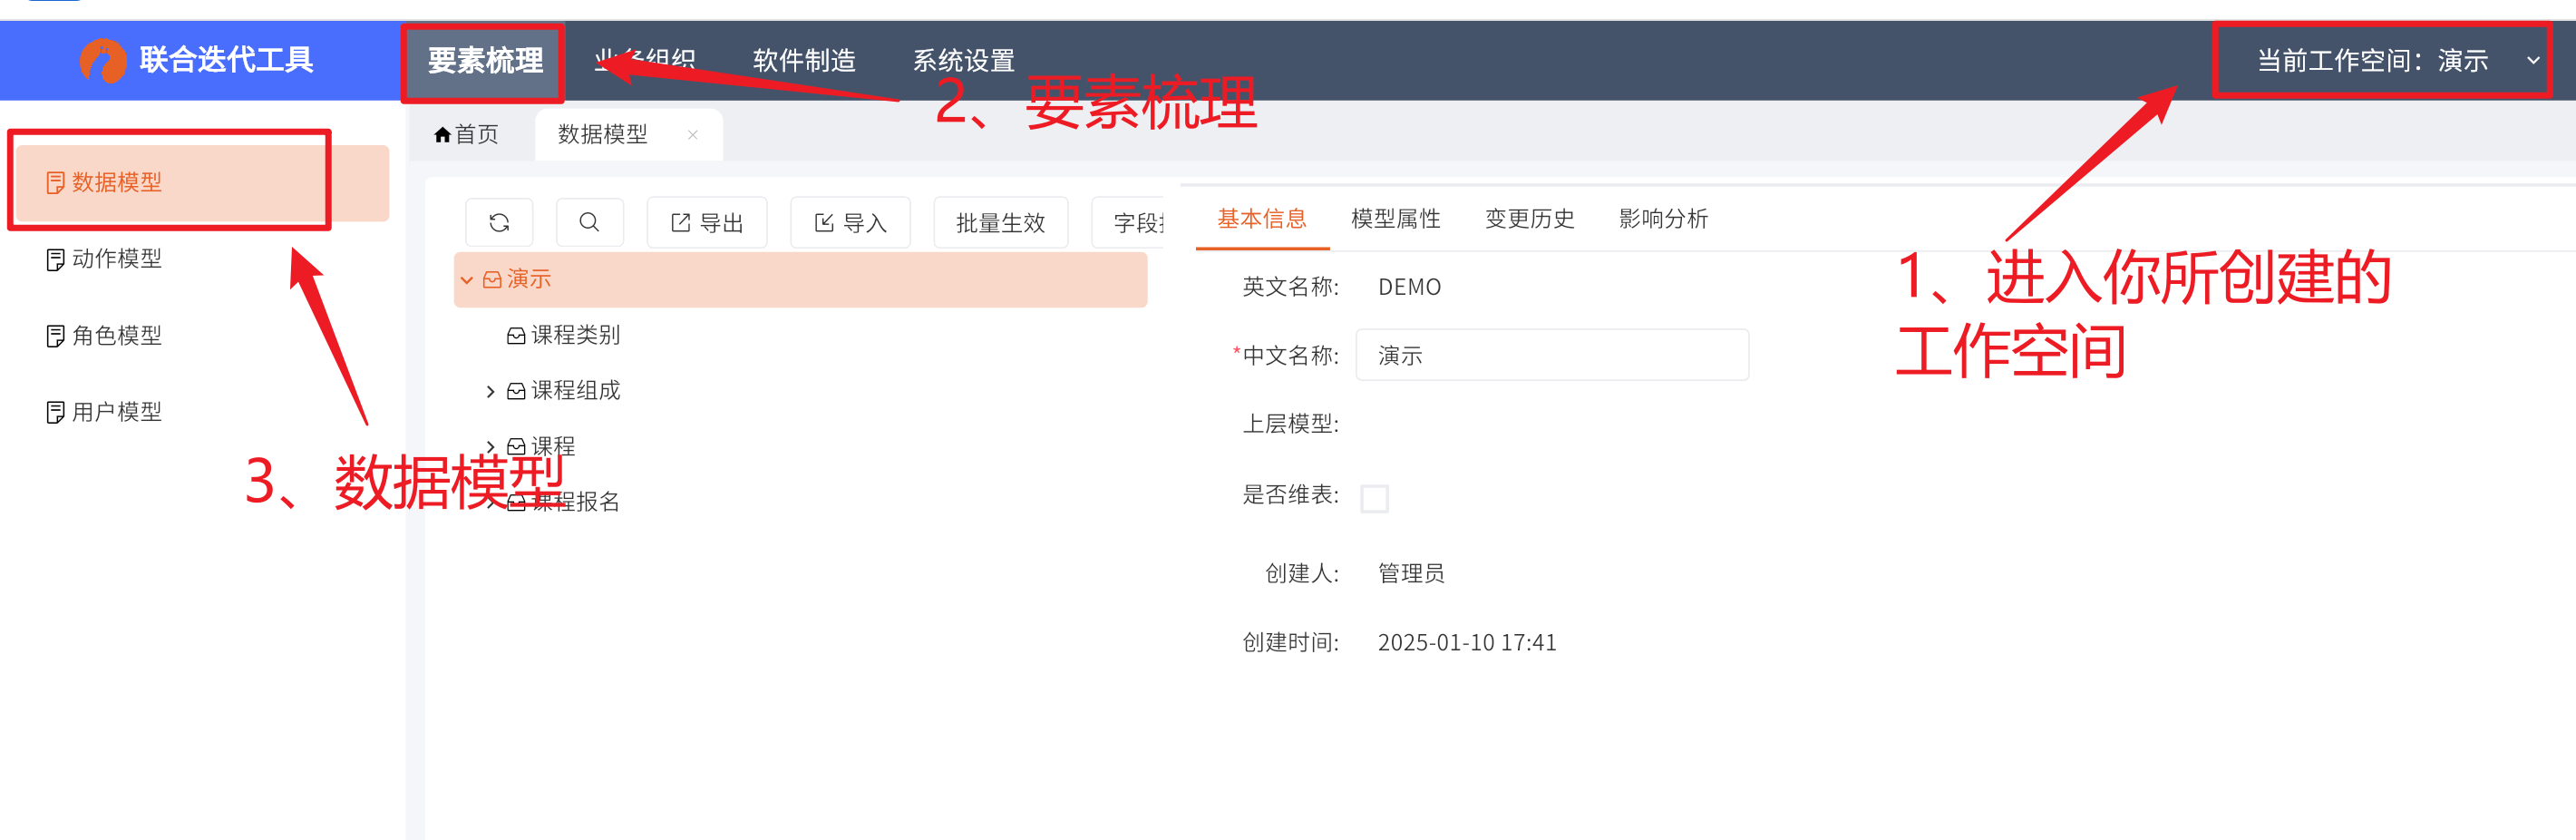 联合迭代工具
要素梳理
业务组织
软件制造
系统设置
当前工作空间：演示
2、要素梳理
首页
数据模型
数据模型
动作模型
角色模型
用户模型
导出
导入
批量生效
字段
演示
课程类别
课程组成
课程
课程报名
3、数据模型
基本信息
模型属性
变更历史
影响分析
英文名称: DEMO
*中文名称: 演示
上层模型:
是否维表:
创建人: 管理员
创建时间: 2025-01-10 17:41
1、进入你所创建的
工作空间